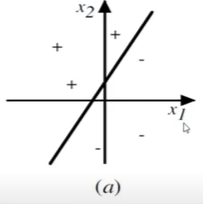 x2
+ +
-
+
x1
- -
(a)